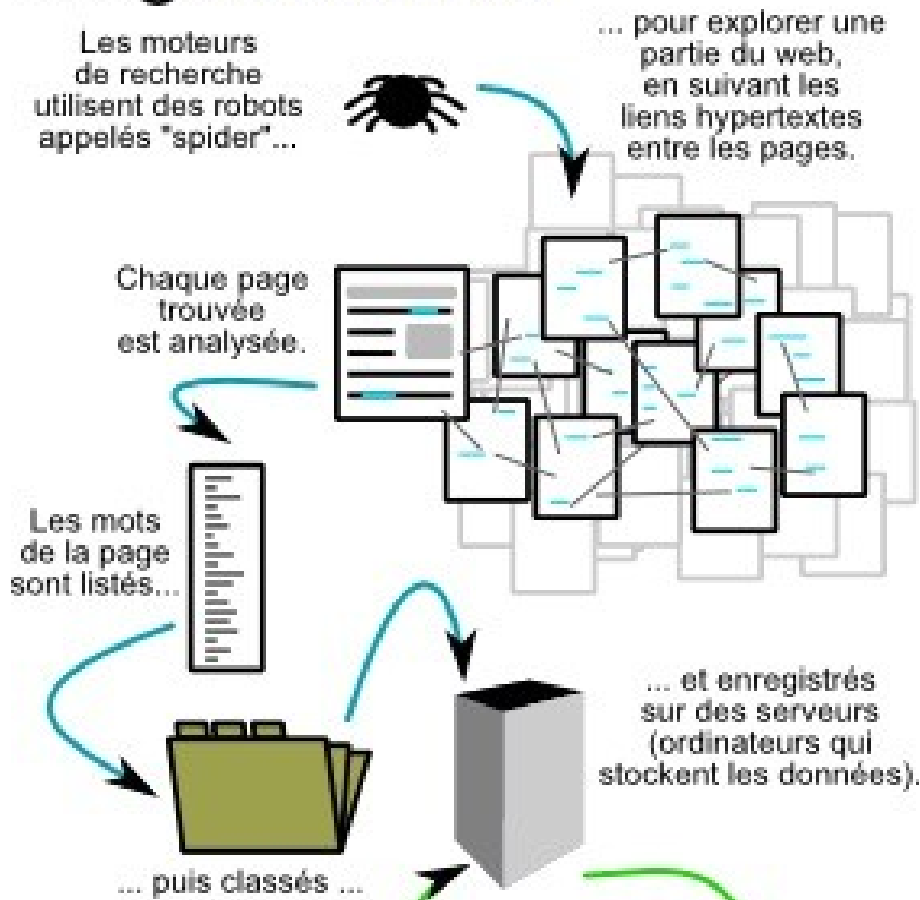 Les moteurs
de recherche
utilisent des robots
appelés "spider"...
... pour explorer une
partie du web,
en suivant les
liens hypertextes
entre les pages.
Chaque page
trouvée
est analysée.
Les mots
de la page
sont listés...
... puis classés ...
... et enregistrés
sur des serveurs
(ordinateurs qui
stockent les données).